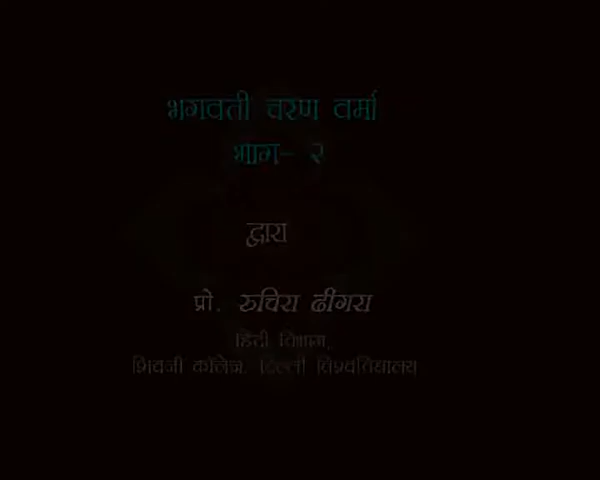 भगवती चरण वर्मा
भाग- २
द्वारा
प्रो. रुचिरा ढींगरा
हिंदी विभाग,
शिवाजी कॉलेज, दिल्ली विश्वविद्यालय